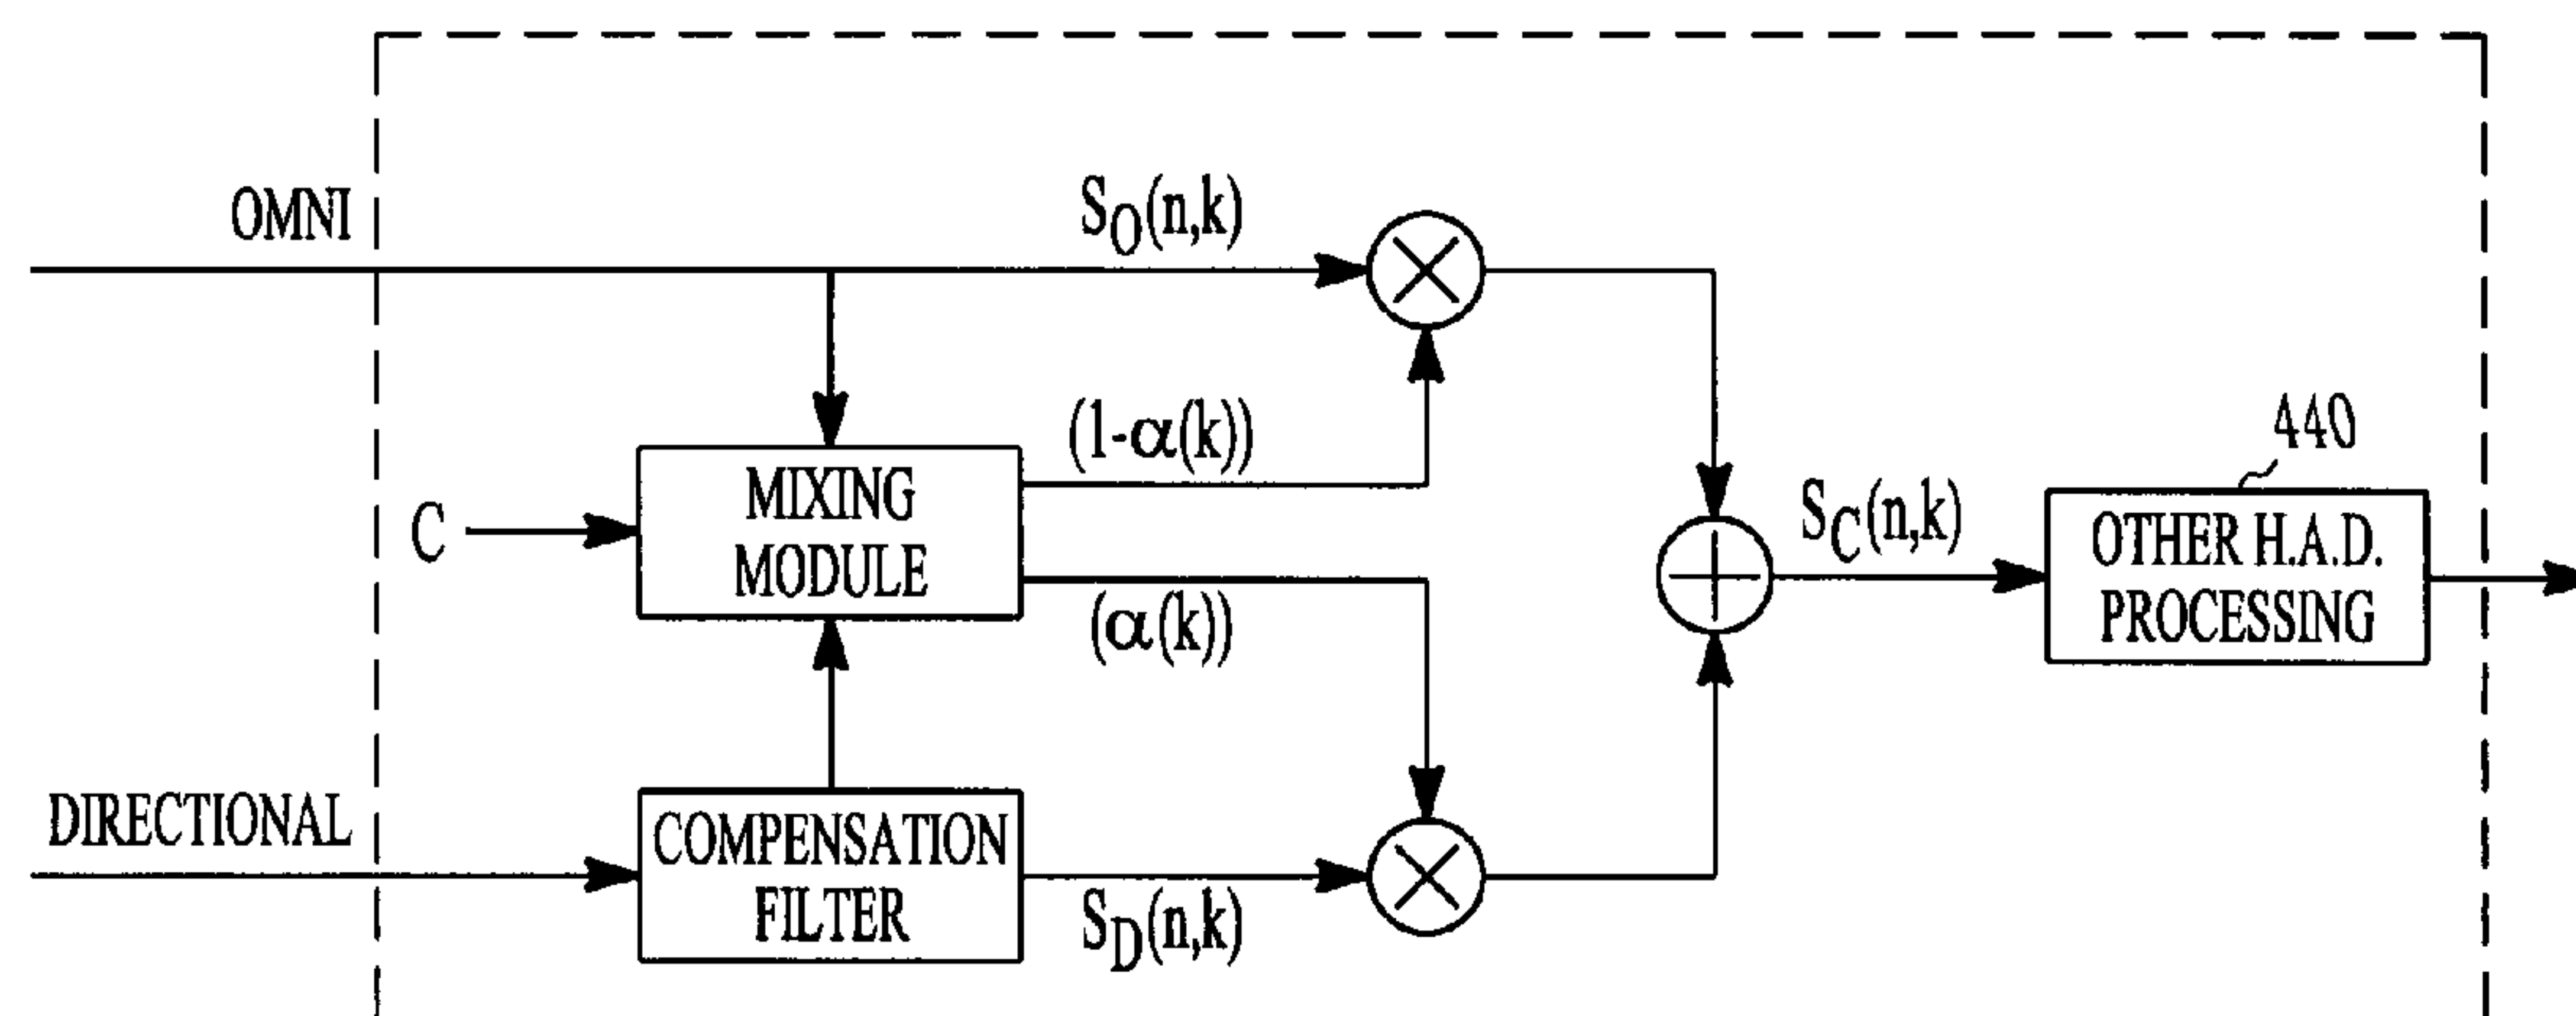 OMNI
S_O(n,k)
(1-α(k))
440
MIXING
MODULE
C
S_C(n,k)
OTHER H.A.D.
PROCESSING
(α(k))
DIRECTIONAL
COMPENSATION
FILTER
S_D(n,k)